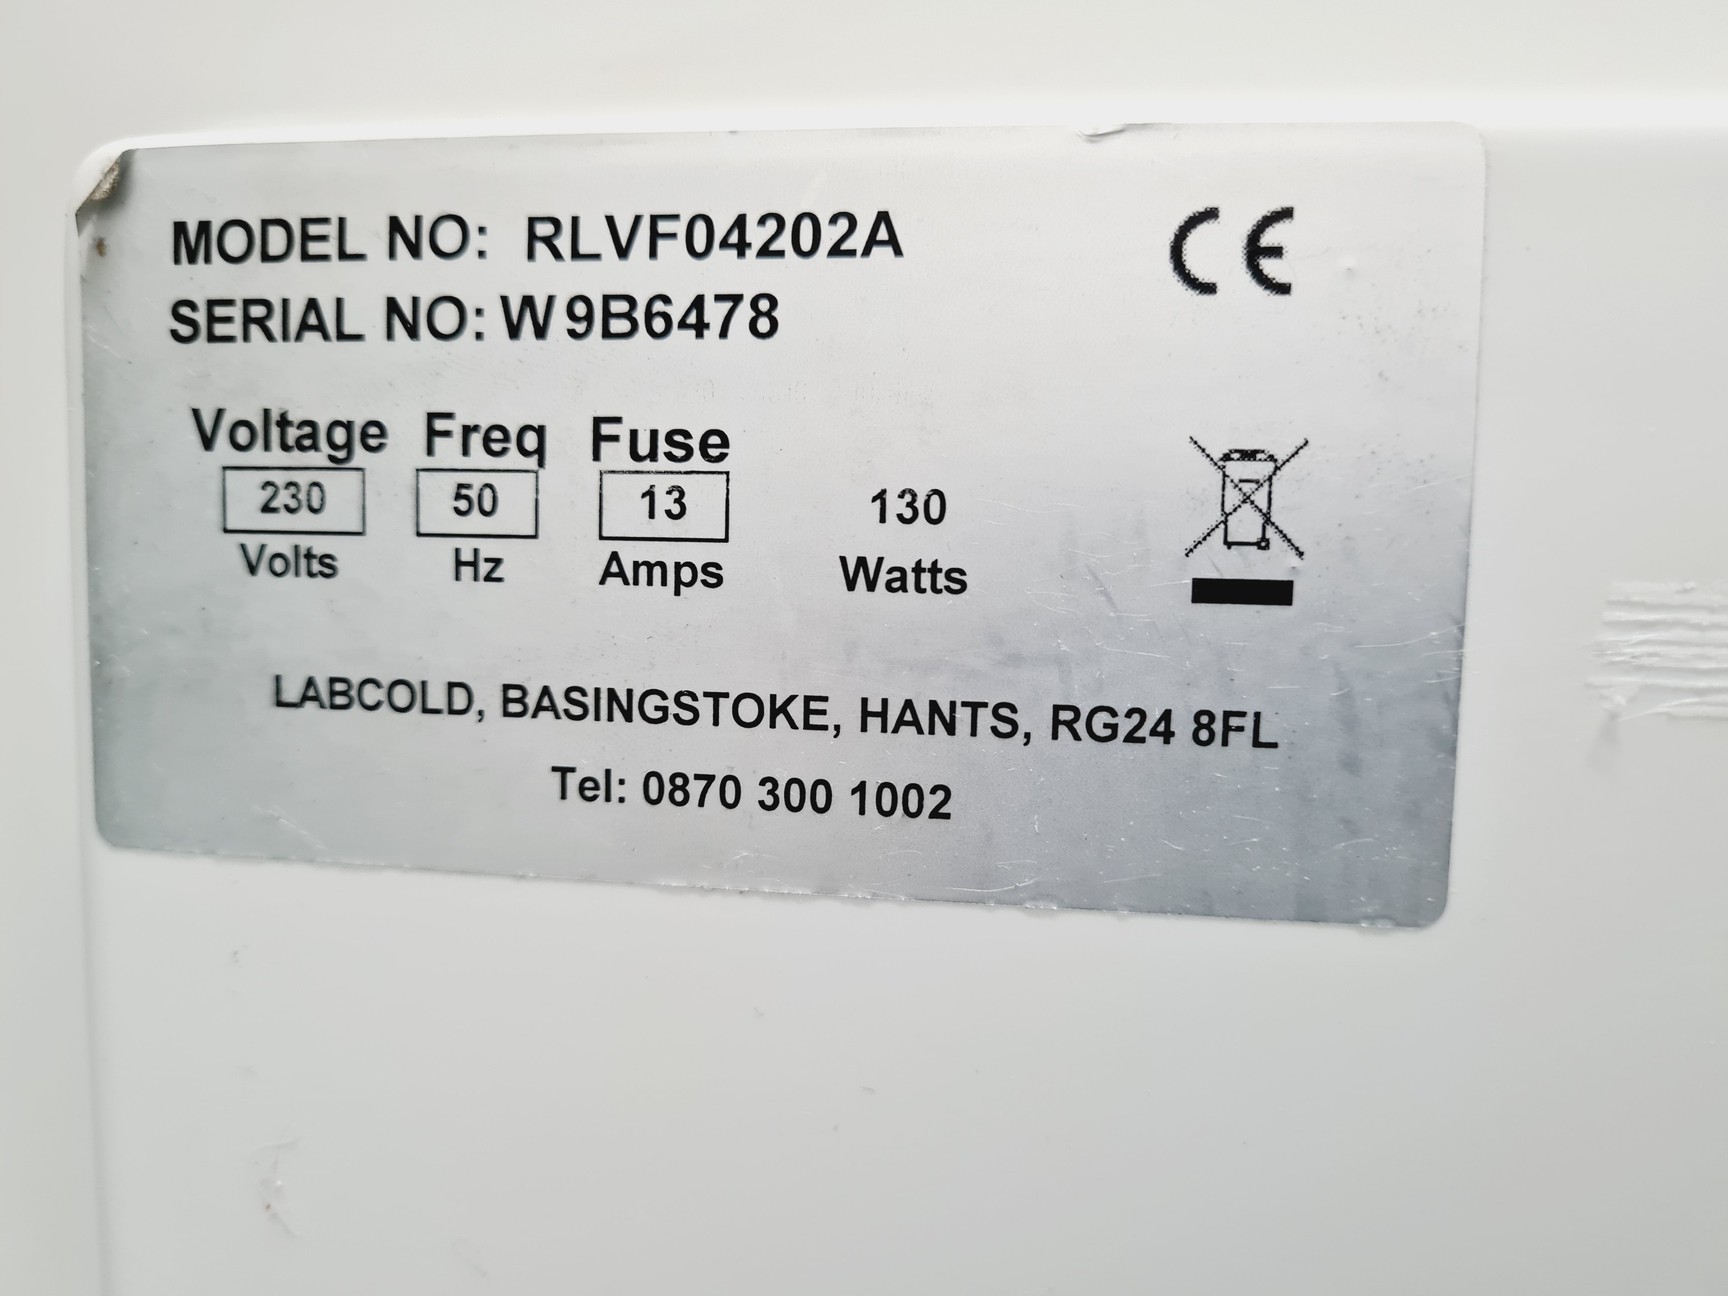 MODEL NO: RLVF04202A
CE
SERIAL NO: W9B6478
Voltage Freq Fuse
230 50 13 130
Volts Hz Amps Watts
LABCOLD, BASINGSTOKE, HANTS, RG24 8FL
Tel: 0870 300 1002